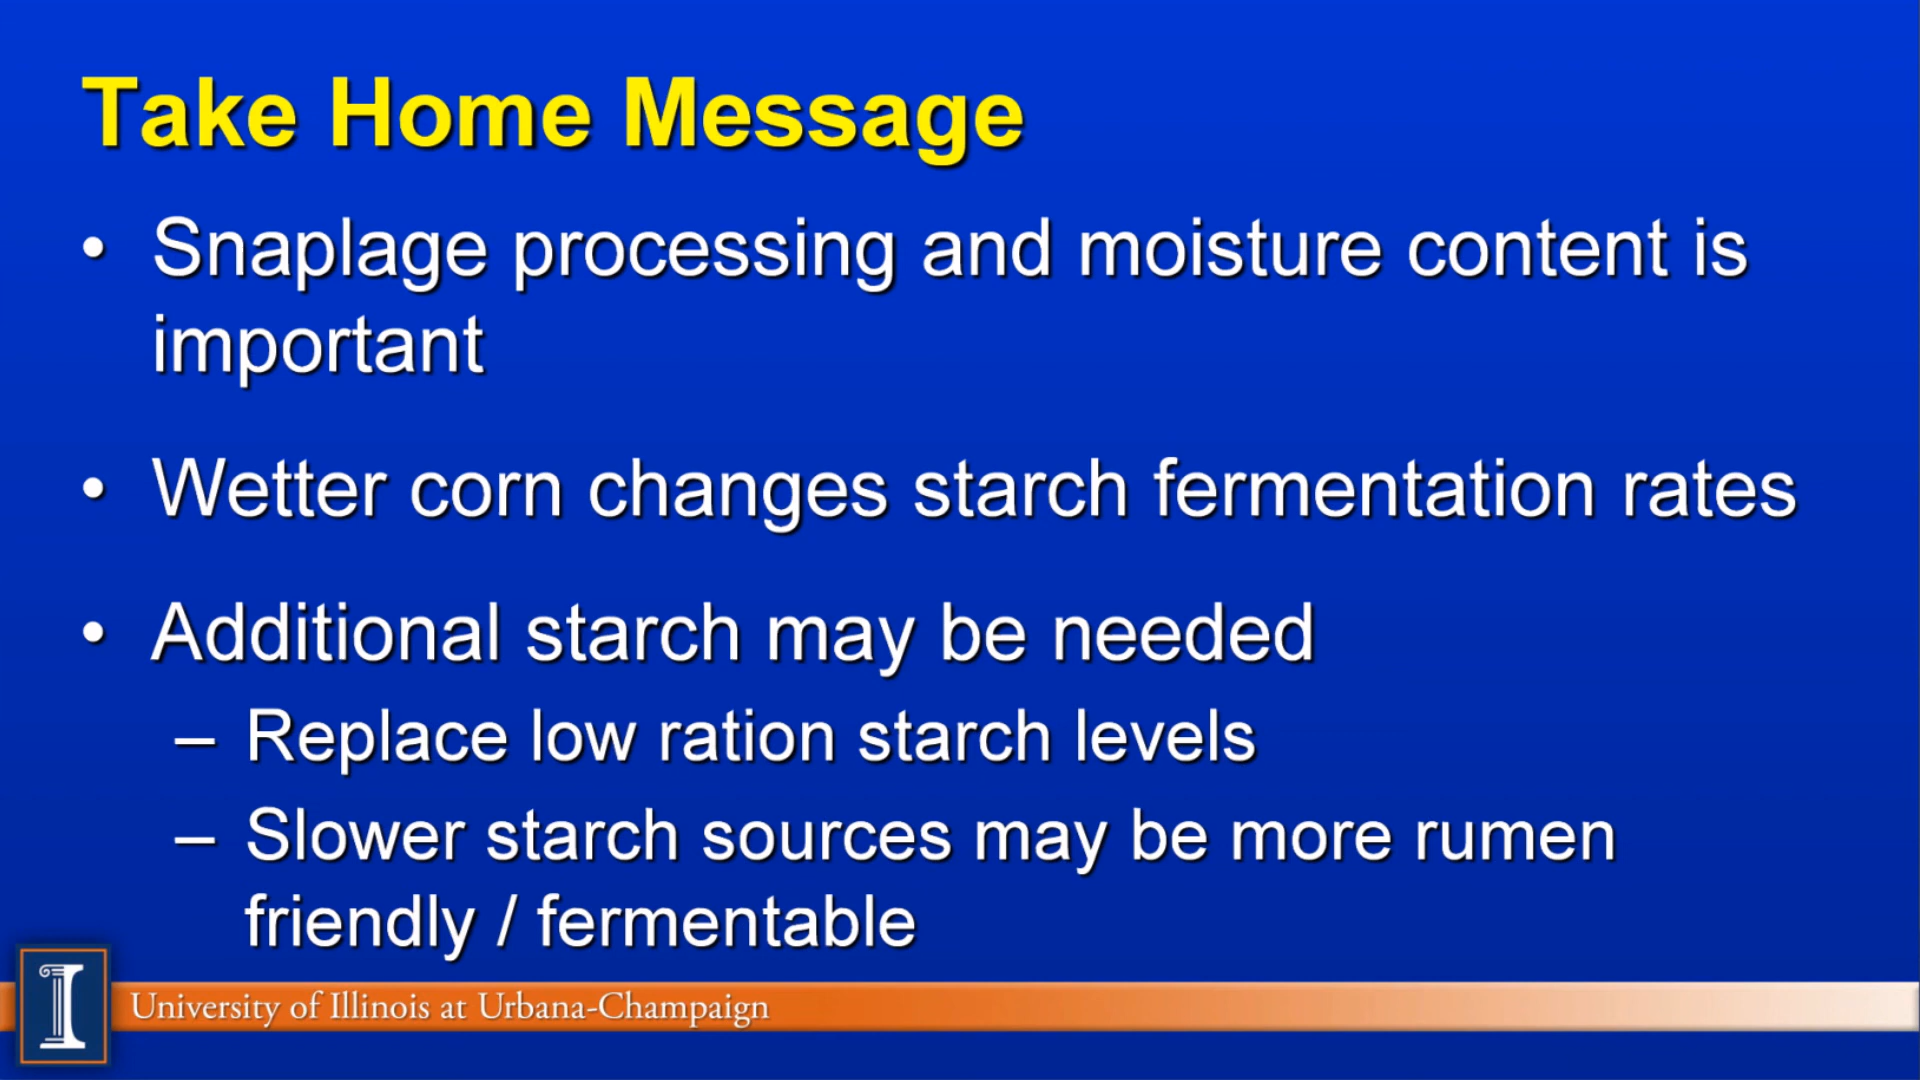 Take Home Message
• Snaplage processing and moisture content is
important
• Wetter corn changes starch fermentation rates
• Additional starch may be needed
– Replace low ration starch levels
– Slower starch sources may be more rumen
friendly / fermentable
I
University of Illinois at Urbana-Champaign